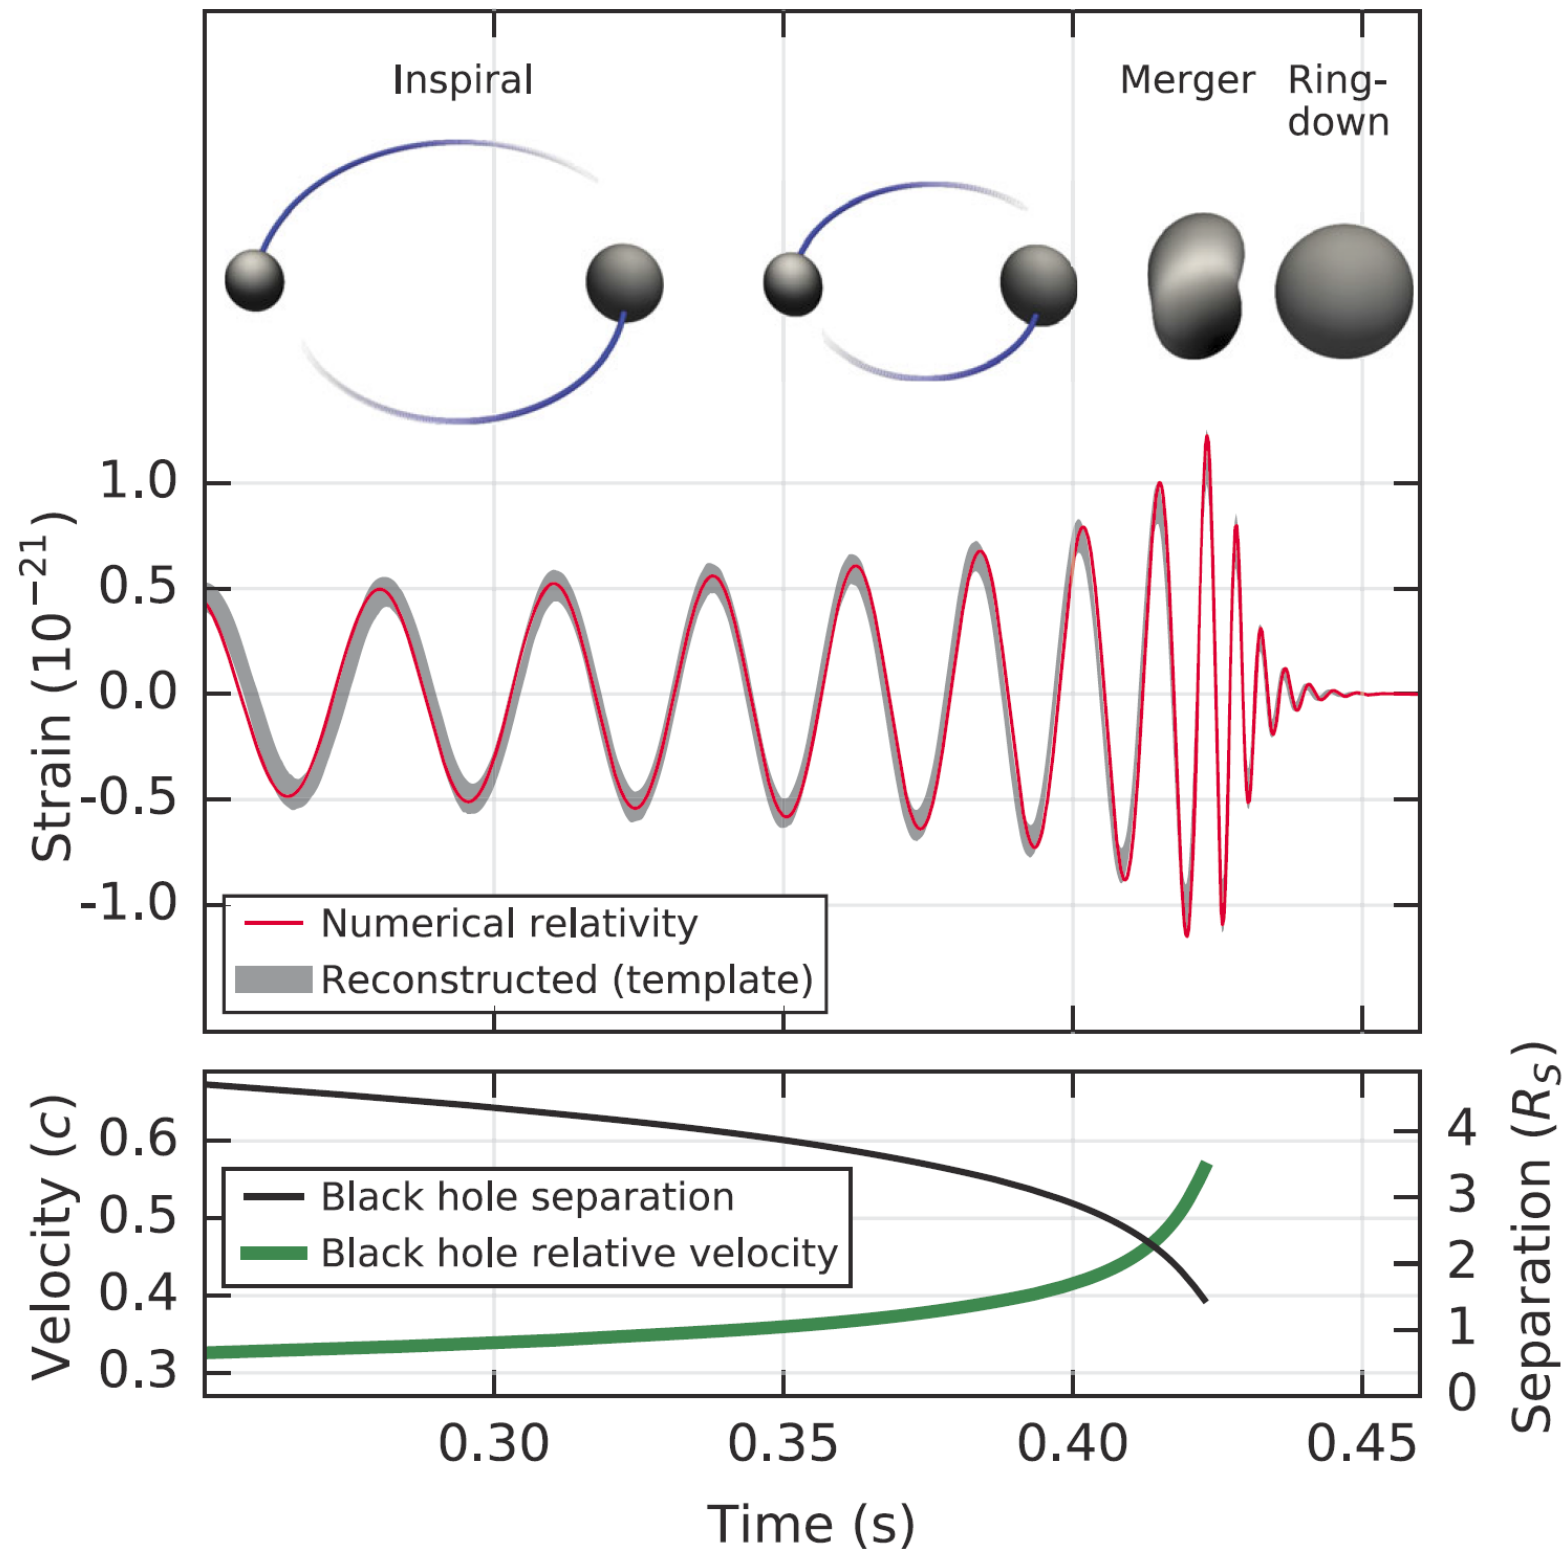 Inspiral
Merger
Ring-
down
Strain (10⁻²¹)
1.0
0.5
0.0
-0.5
-1.0
Numerical relativity
Reconstructed (template)
Velocity (c)
0.6
0.5
0.4
0.3
Black hole separation
Black hole relative velocity
4
3
2
1
0
Separation (R_S)
0.30 0.35 0.40 0.45
Time (s)